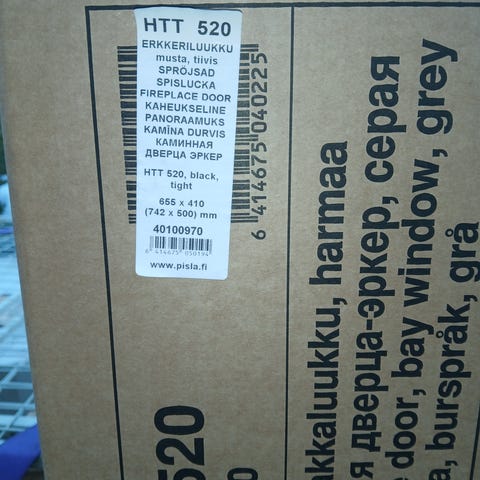 HTT 520
ERKKERILUUKKU
musta, tiivis
SPRÖJSAD
SPISLUCKA
FIREPLACE DOOR
KAHEUKSELINE
PANORAAMUKS
KAMĪNA DURVIS
КАМИННАЯ
ДВЕРЦА ЭРКЕР
HTT 520, black,
tight
655 x 410
(742 x 500) mm
40100970
6 414675 050194
www.pisla.fi
6 414675 040225
akkaluukku, harmaa
я дверца-эркер, серая
e door, bay window, grey
a, burspråk, grå
520
0